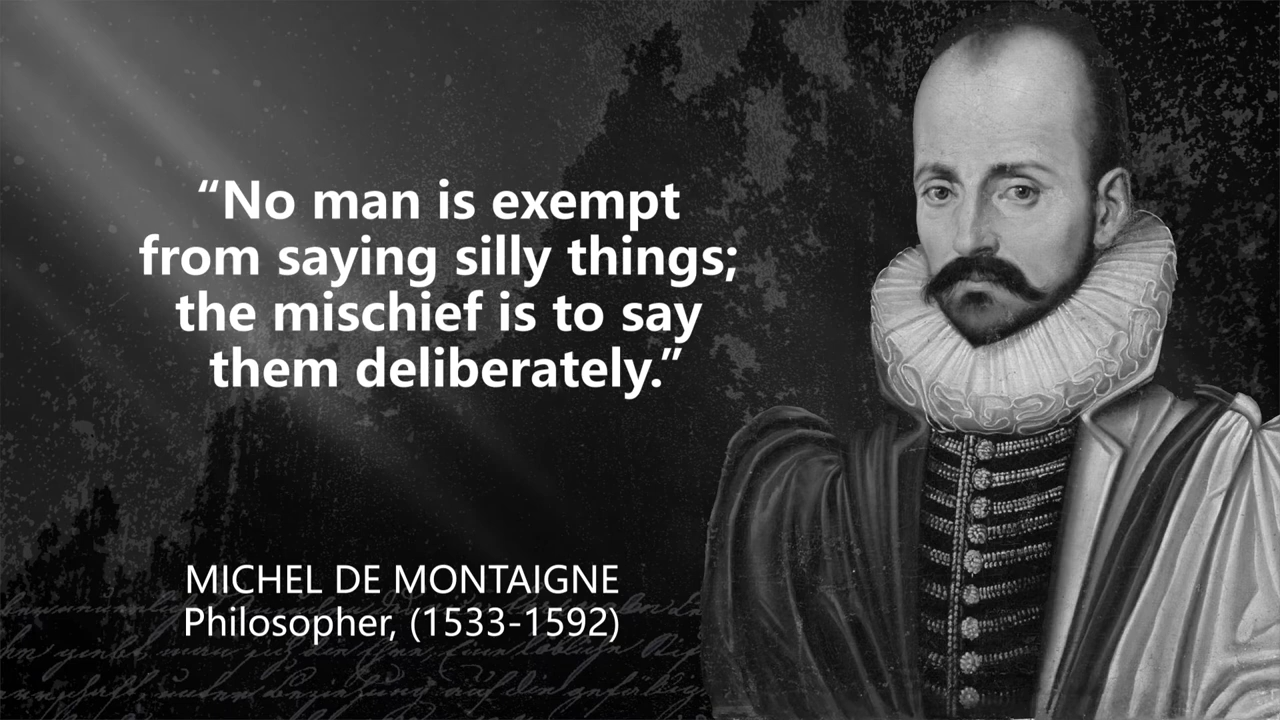 “No man is exempt
from saying silly things;
the mischief is to say
them deliberately.”
MICHEL DE MONTAIGNE
Philosopher, (1533-1592)